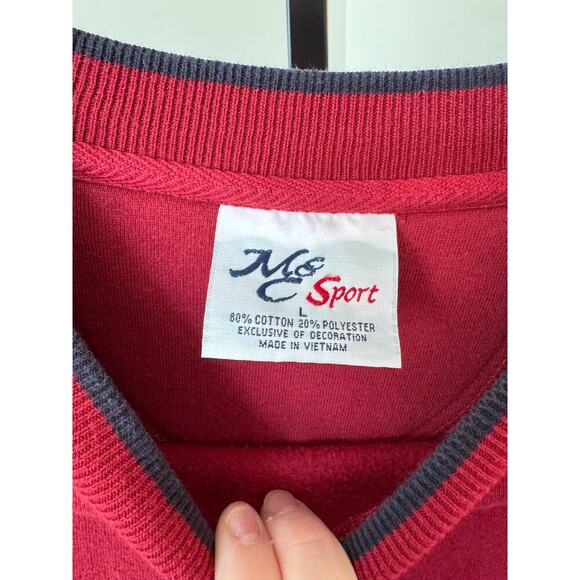 M&C Sport
L
80% COTTON 20% POLYESTER
EXCLUSIVE OF DECORATION
MADE IN VIETNAM